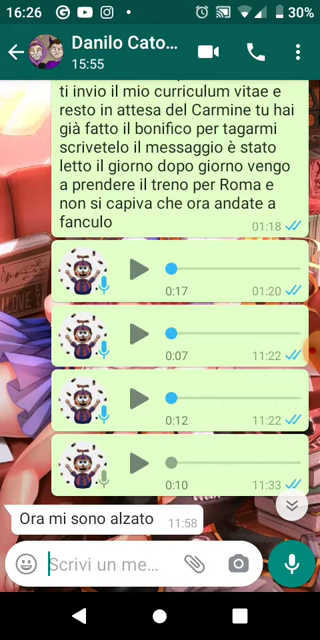 16:26
30%
Danilo Cato...
15:55
ti invio il mio curriculum vitae e
resto in attesa del Carmine tu hai
già fatto il bonifico per tagarmi
scrivetelo il messaggio è stato
letto il giorno dopo giorno vengo
a prendere il treno per Roma e
non si capiva che ora andate a
fanculo
01:18
0:17 01:20
0:07 11:22
0:12 11:22
0:10 11:33
Ora mi sono alzato 11:58
Scrivi un me...